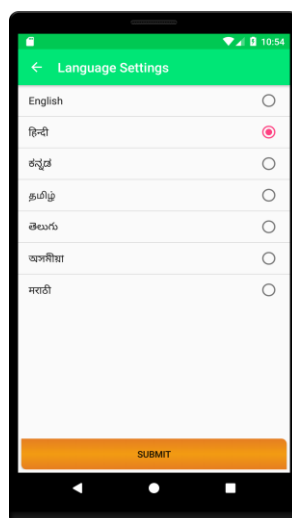 10:54
Language Settings
English
हिन्दी
ಕನ್ನಡ
தமிழ்
తెలుగు
অসমীয়া
मराठी
SUBMIT